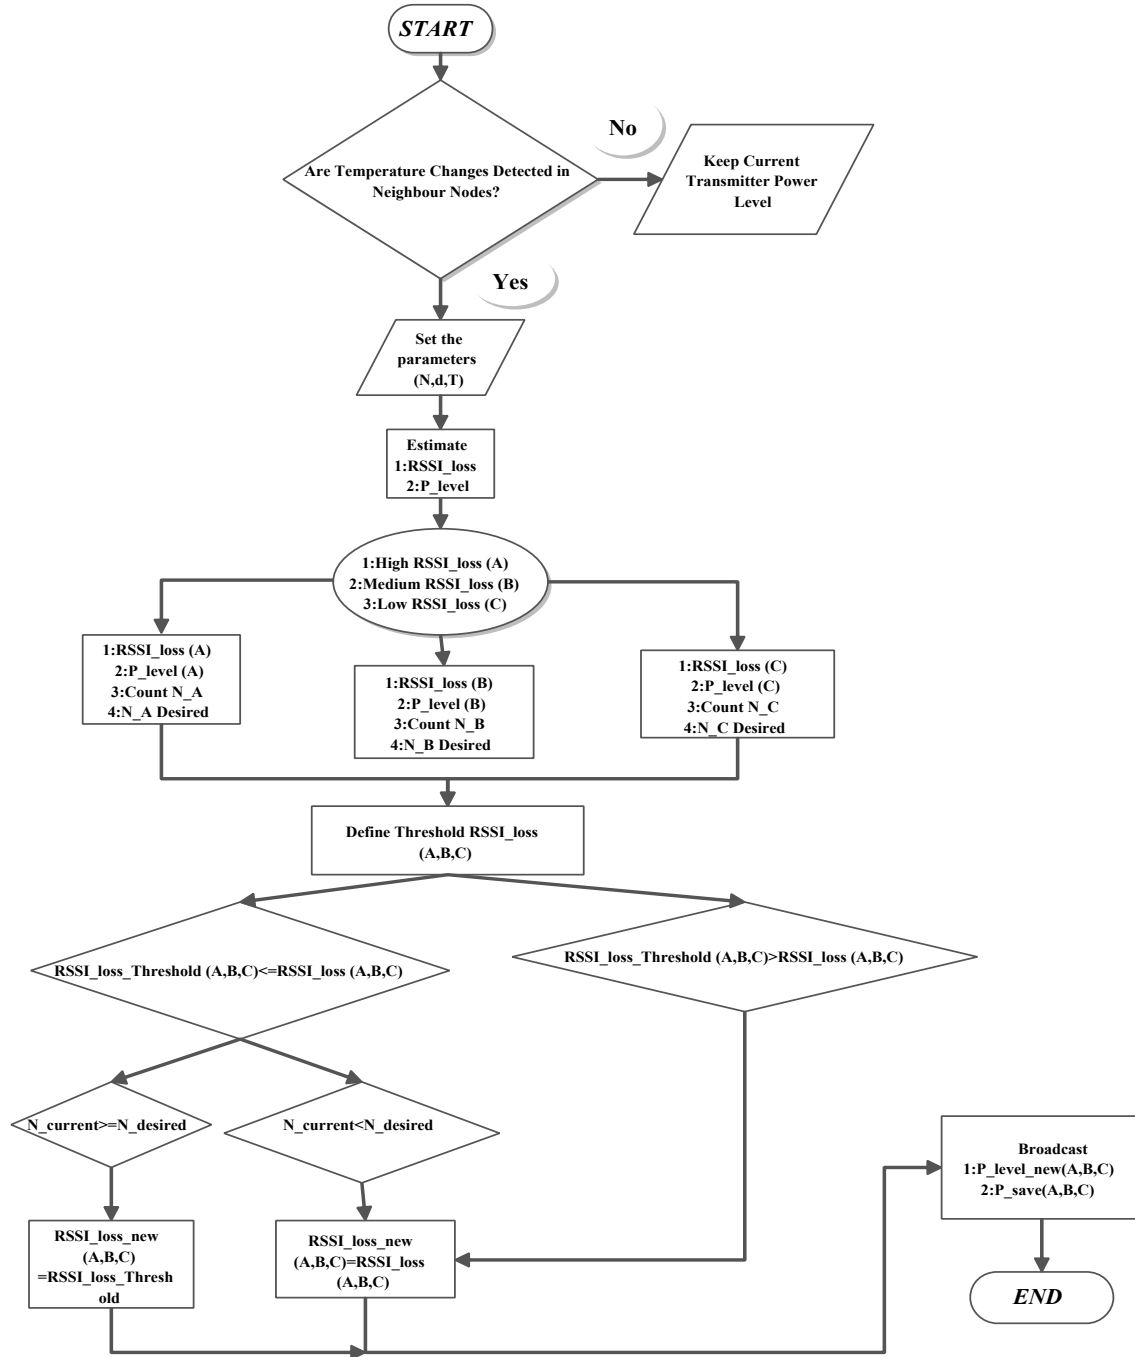 START
No
Are Temperature Changes Detected in
Neighbour Nodes?
Keep Current
Transmitter Power
Level
Yes
Set the
parameters
(N,d,T)
Estimate
1:RSSI_loss
2:P_level
1:High RSSI_loss (A)
2:Medium RSSI_loss (B)
3:Low RSSI_loss (C)
1:RSSI_loss (A)
2:P_level (A)
3:Count N_A
4:N_A Desired
1:RSSI_loss (B)
2:P_level (B)
3:Count N_B
4:N_B Desired
1:RSSI_loss (C)
2:P_level (C)
3:Count N_C
4:N_C Desired
Define Threshold RSSI_loss
(A,B,C)
RSSI_loss_Threshold (A,B,C)<=RSSI_loss (A,B,C)
RSSI_loss_Threshold (A,B,C)>RSSI_loss (A,B,C)
N_current>=N_desired
N_current<N_desired
RSSI_loss_new
(A,B,C)
=RSSI_loss_Thresh
old
RSSI_loss_new
(A,B,C)=RSSI_loss
(A,B,C)
Broadcast
1:P_level_new(A,B,C)
2:P_save(A,B,C)
END